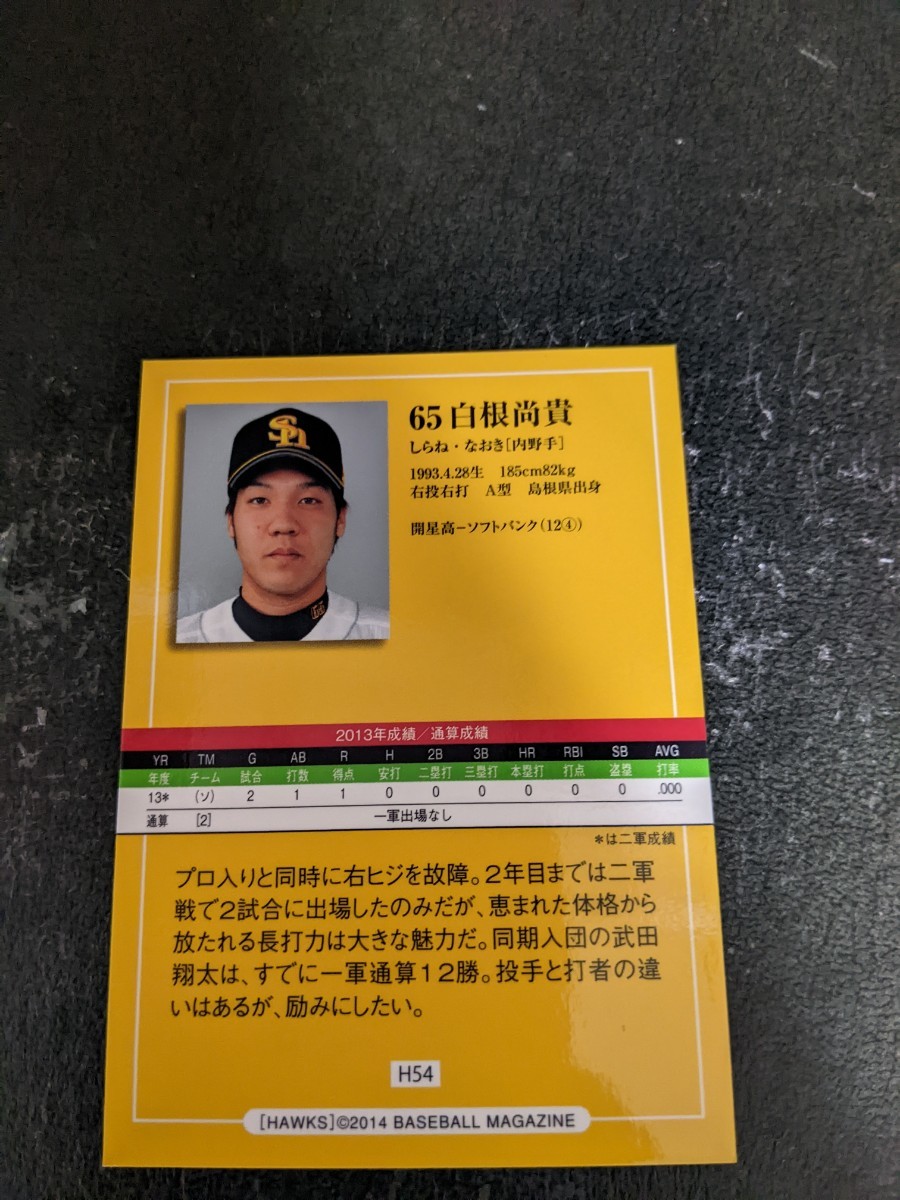 SH
65 白根尚貴
しらね・なおき[内野手]
1993.4.28生 185cm82kg
右投右打 A型 島根県出身
開星高−ソフトバンク(12④)
2013年成績／通算成績
YR TM G AB R H 2B 3B HR RBI SB AVG
年度 チーム 試合 打数 得点 安打 二塁打 三塁打 本塁打 打点 盗塁 打率
13* (ソ) 2 1 1 0 0 0 0 0 0 .000
通算 [2] 一軍出場なし
*は二軍成績
プロ入りと同時に右ヒジを故障。2年目までは二軍
戦で2試合に出場したのみだが、恵まれた体格から
放たれる長打力は大きな魅力だ。同期入団の武田
翔太は、すでに一軍通算12勝。投手と打者の違
いはあるが、励みにしたい。
H54
[HAWKS]©2014 BASEBALL MAGAZINE